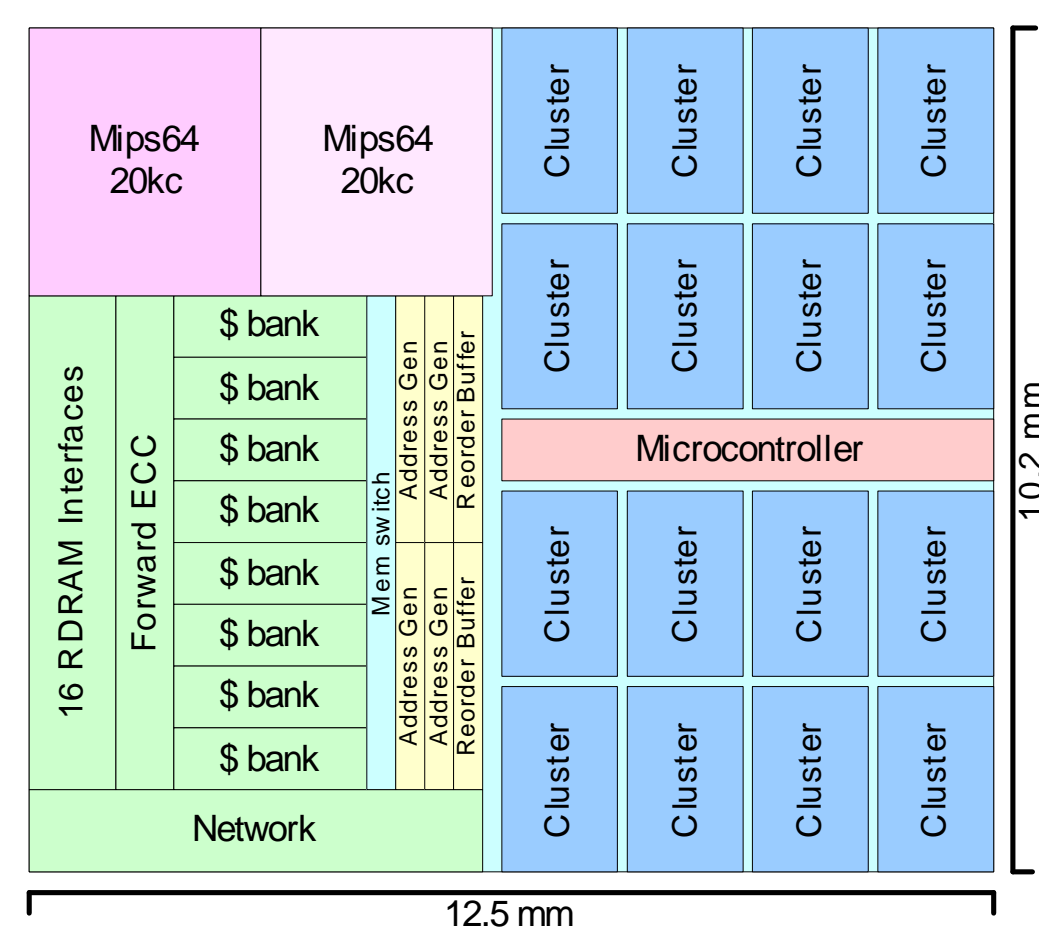 Mips64
20kc
Mips64
20kc
Cluster
Cluster
Cluster
Cluster
Cluster
Cluster
Cluster
Cluster
16 RDRAM Interfaces
Forward ECC
$ bank
$ bank
$ bank
$ bank
$ bank
$ bank
$ bank
$ bank
Mem switch
Address Gen
Address Gen
Reorder Buffer
Address Gen
Address Gen
Reorder Buffer
Microcontroller
Cluster
Cluster
Cluster
Cluster
Cluster
Cluster
Cluster
Cluster
Network
10.2 mm
12.5 mm